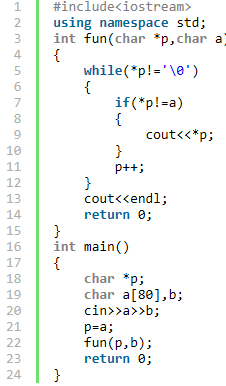 1 #include<iostream>
2 using namespace std;
3 int fun(char *p,char a)
4 {
5     while(*p!='\0')
6     {
7         if(*p!=a)
8         {
9             cout<<*p;
10         }
11         p++;
12     }
13     cout<<endl;
14     return 0;
15 }
16 int main()
17 {
18     char *p;
19     char a[80],b;
20     cin>>a>>b;
21     p=a;
22     fun(p,b);
23     return 0;
24 }